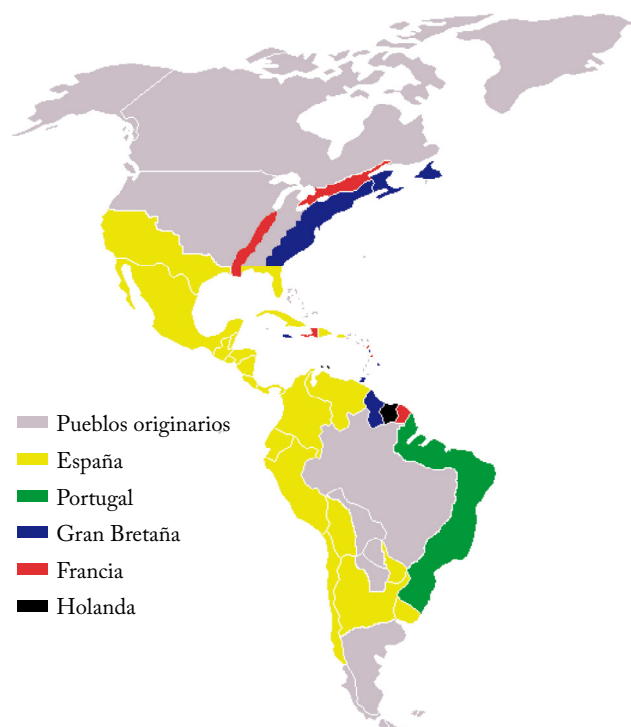 Pueblos originarios
España
Portugal
Gran Bretaña
Francia
Holanda